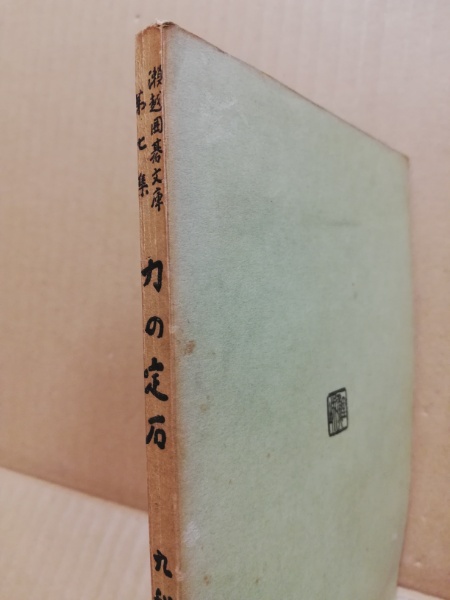 瀬越囲碁文庫
第七集
力の定石
九